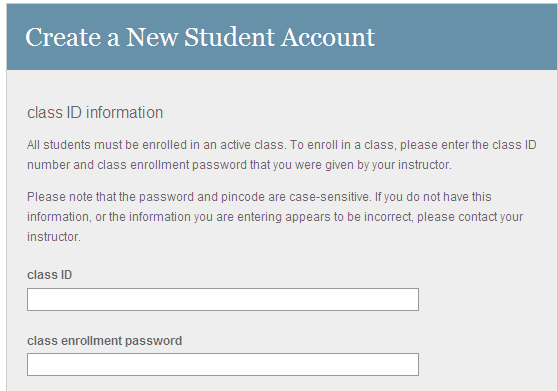 Create a New Student Account
class ID information
All students must be enrolled in an active class. To enroll in a class, please enter the class ID
number and class enrollment password that you were given by your instructor.
Please note that the password and pincode are case-sensitive. If you do not have this
information, or the information you are entering appears to be incorrect, please contact your
instructor.
class ID
class enrollment password